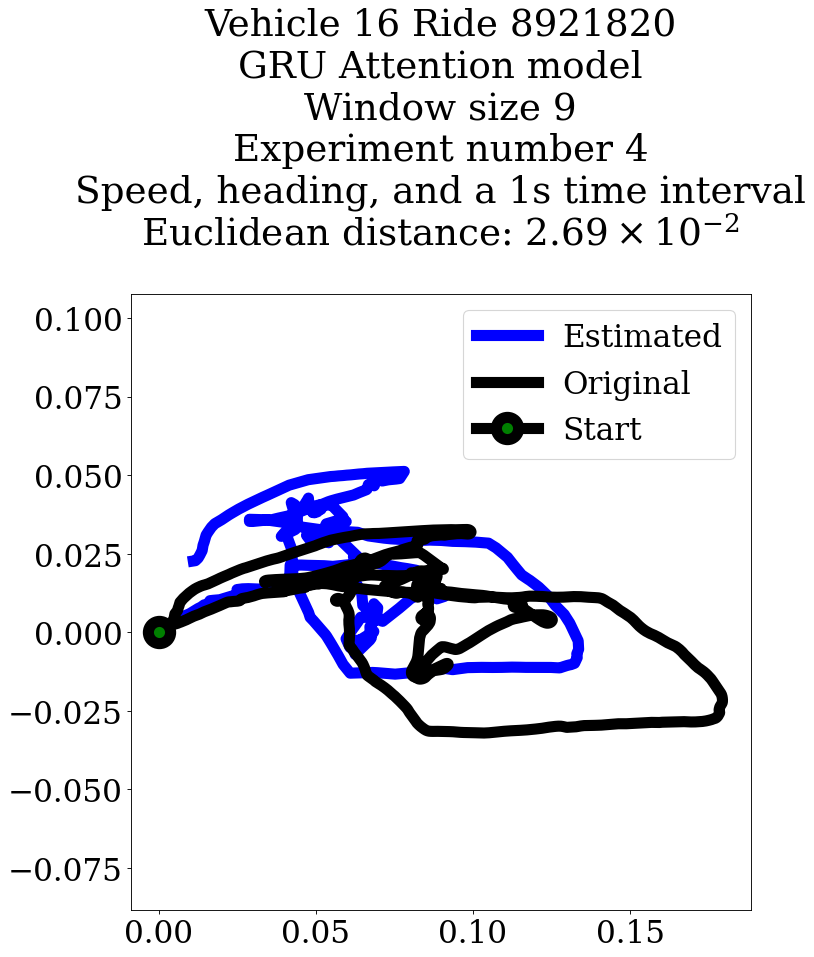 Vehicle 16 Ride 8921820
GRU Attention model
Window size 9
Experiment number 4
Speed, heading, and a 1s time interval
Euclidean distance: 2.69 × 10⁻²
Estimated
Original
Start
0.100
0.075
0.050
0.025
0.000
−0.025
−0.050
−0.075
0.00 0.05 0.10 0.15